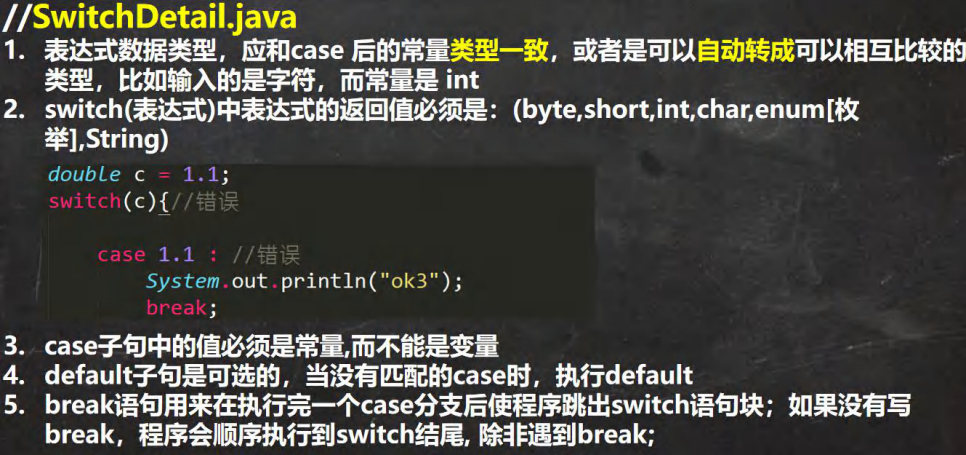 //SwitchDetail.java
1. 表达式数据类型，应和case 后的常量类型一致，或者是可以自动转成可以相互比较的
类型，比如输入的是字符，而常量是 int
2. switch(表达式)中表达式的返回值必须是：(byte,short,int,char,enum[枚
举],String)
double c = 1.1;
switch(c){//错误
case 1.1 : //错误
System.out.println("ok3");
break;
3. case子句中的值必须是常量,而不能是变量
4. default子句是可选的，当没有匹配的case时，执行default
5. break语句用来在执行完一个case分支后使程序跳出switch语句块；如果没有写
break，程序会顺序执行到switch结尾, 除非遇到break;